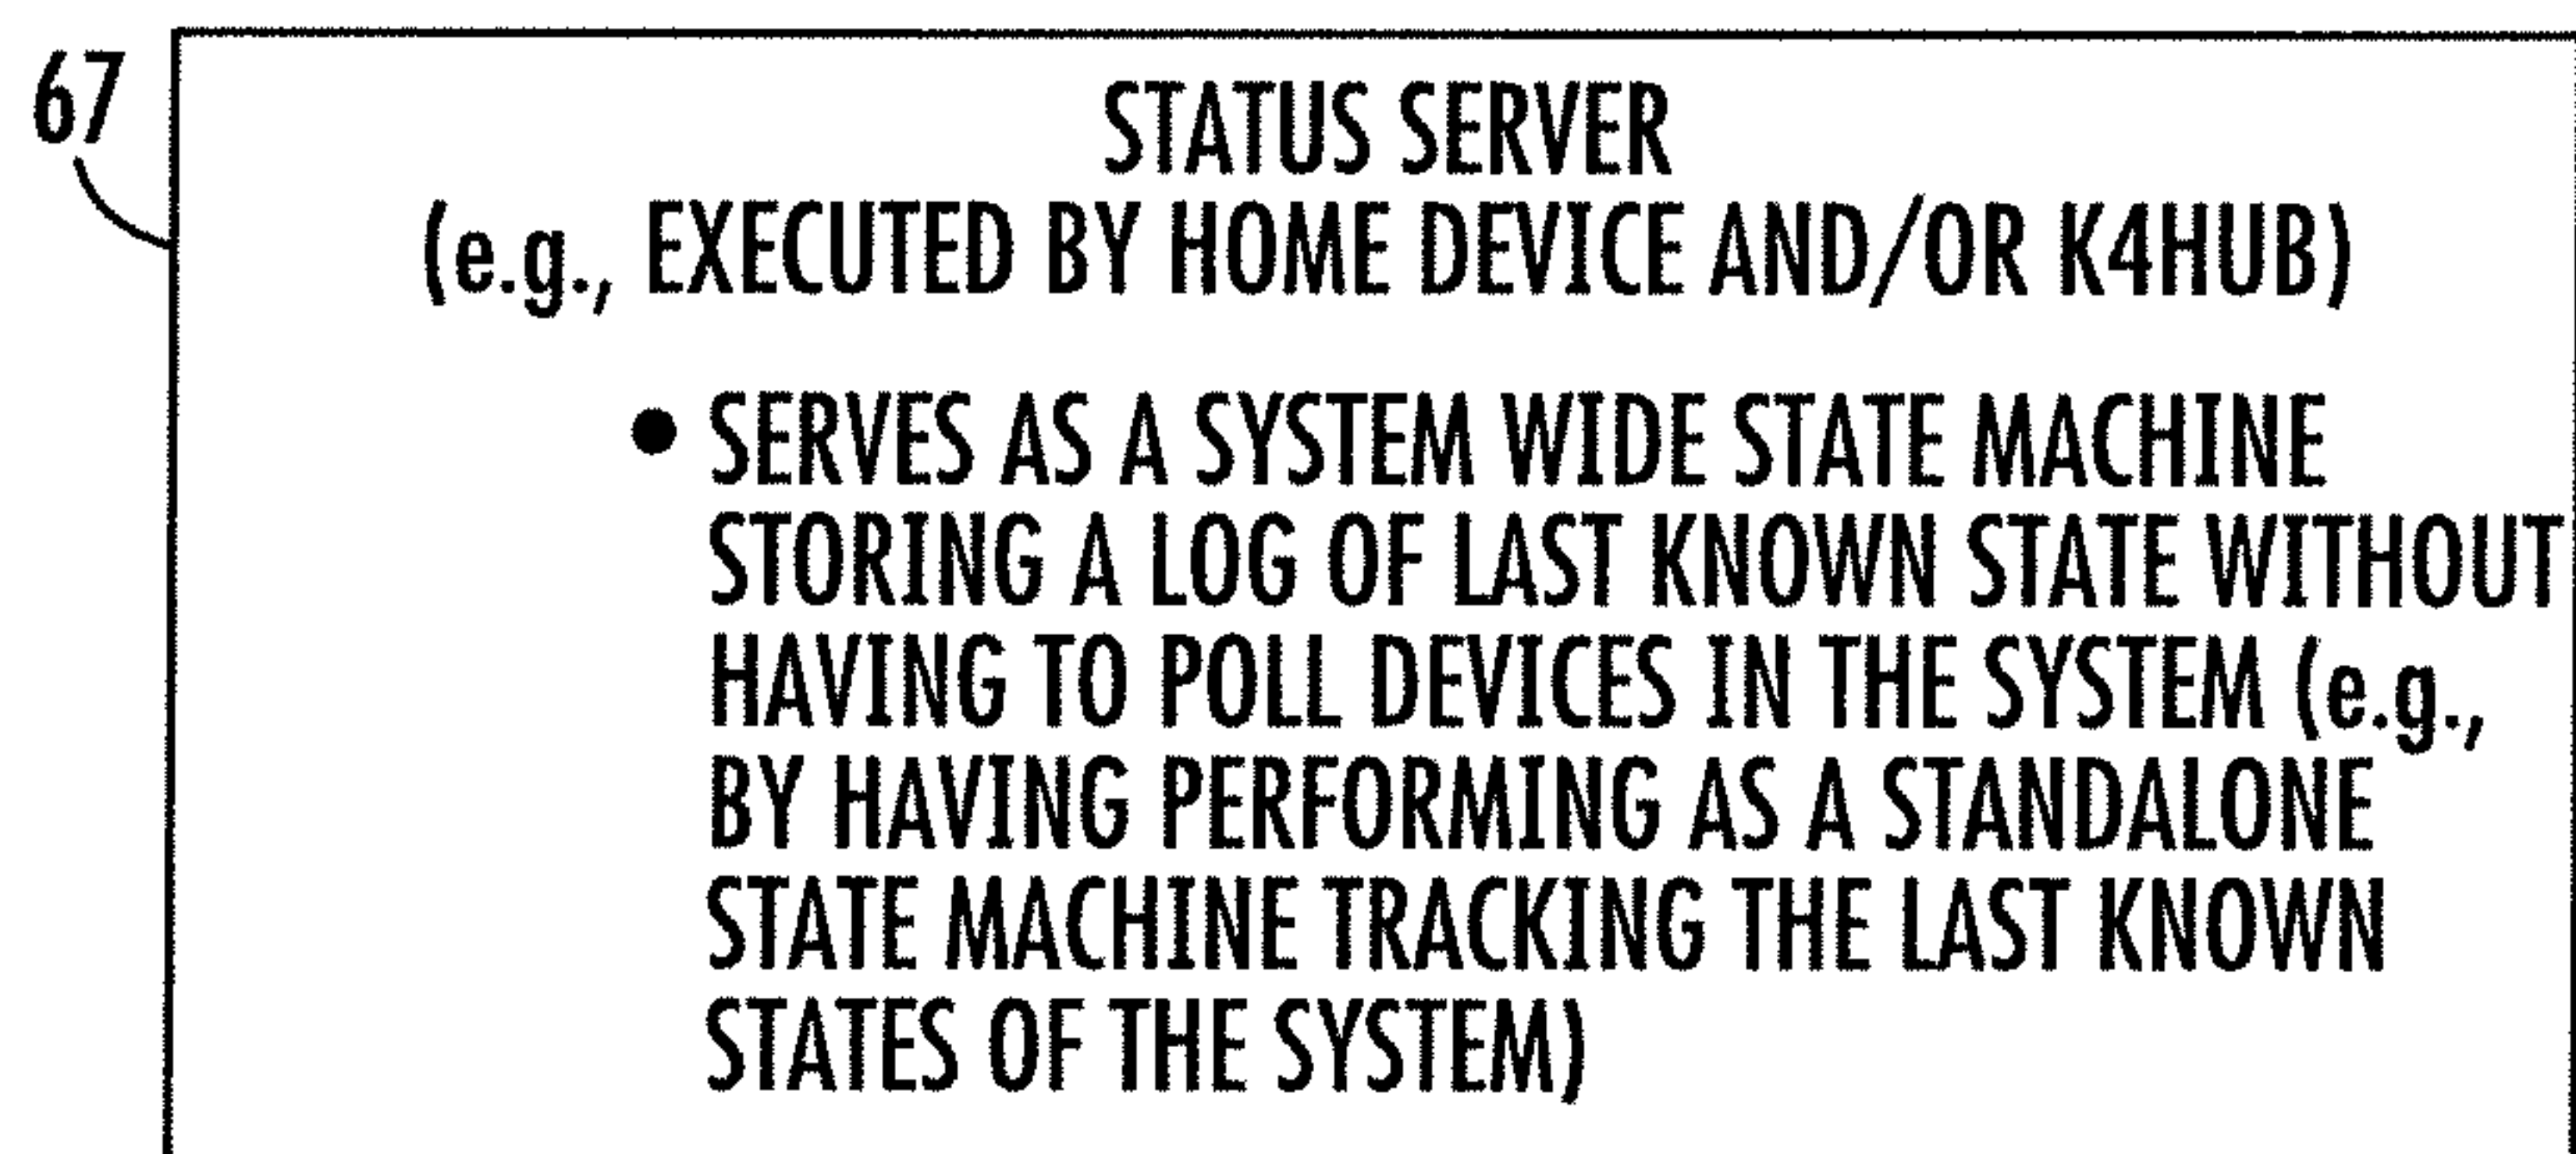 67
STATUS SERVER
(e.g., EXECUTED BY HOME DEVICE AND/OR K4HUB)
• SERVES AS A SYSTEM WIDE STATE MACHINE
STORING A LOG OF LAST KNOWN STATE WITHOUT
HAVING TO POLL DEVICES IN THE SYSTEM (e.g.,
BY HAVING PERFORMING AS A STANDALONE
STATE MACHINE TRACKING THE LAST KNOWN
STATES OF THE SYSTEM)